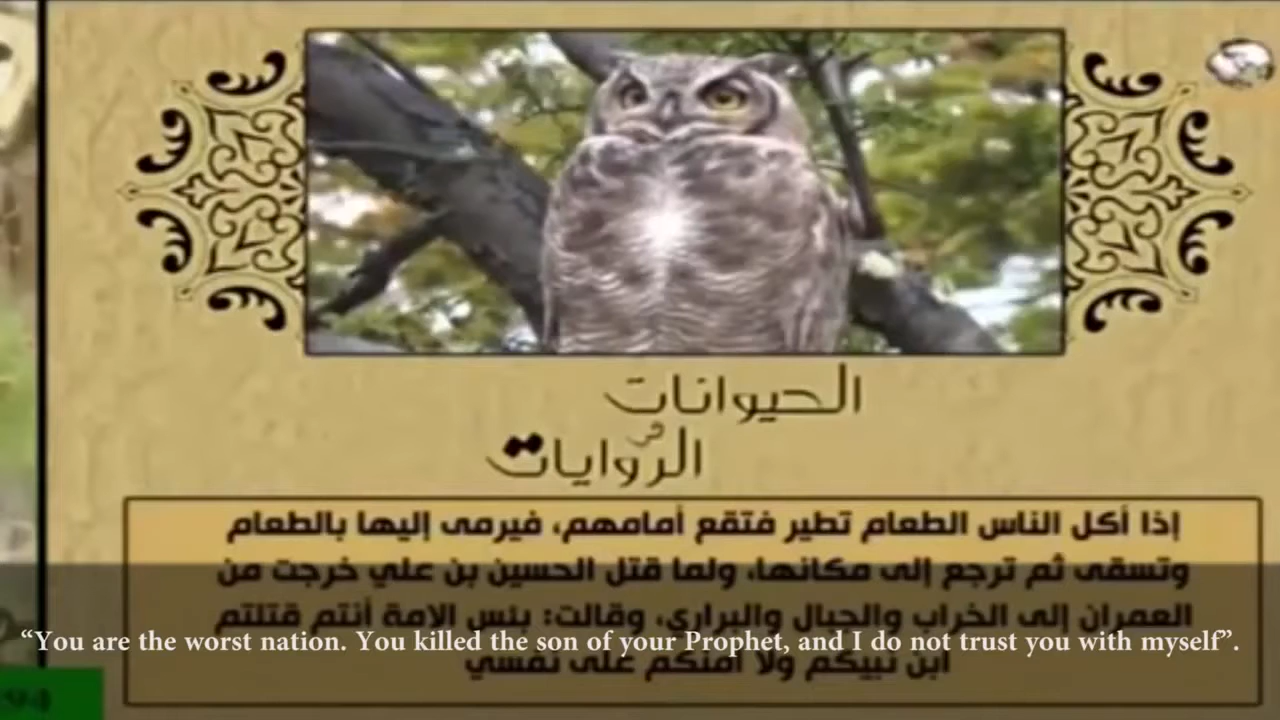 الحيوانات
في
الروايات
إذا أكل الناس الطعام تطير فتقع أمامهم، فيرمى إليها بالطعام
وتسقى ثم ترجع إلى مكانها، ولما قتل الحسين بن علي خرجت من
العمران إلى الخراب والجبال والبراري، وقالت: بئس الامة أنتم قتلتم
ابن نبيكم ولا آمنكم على نفسي
“You are the worst nation. You killed the son of your Prophet, and I do not trust you with myself”.